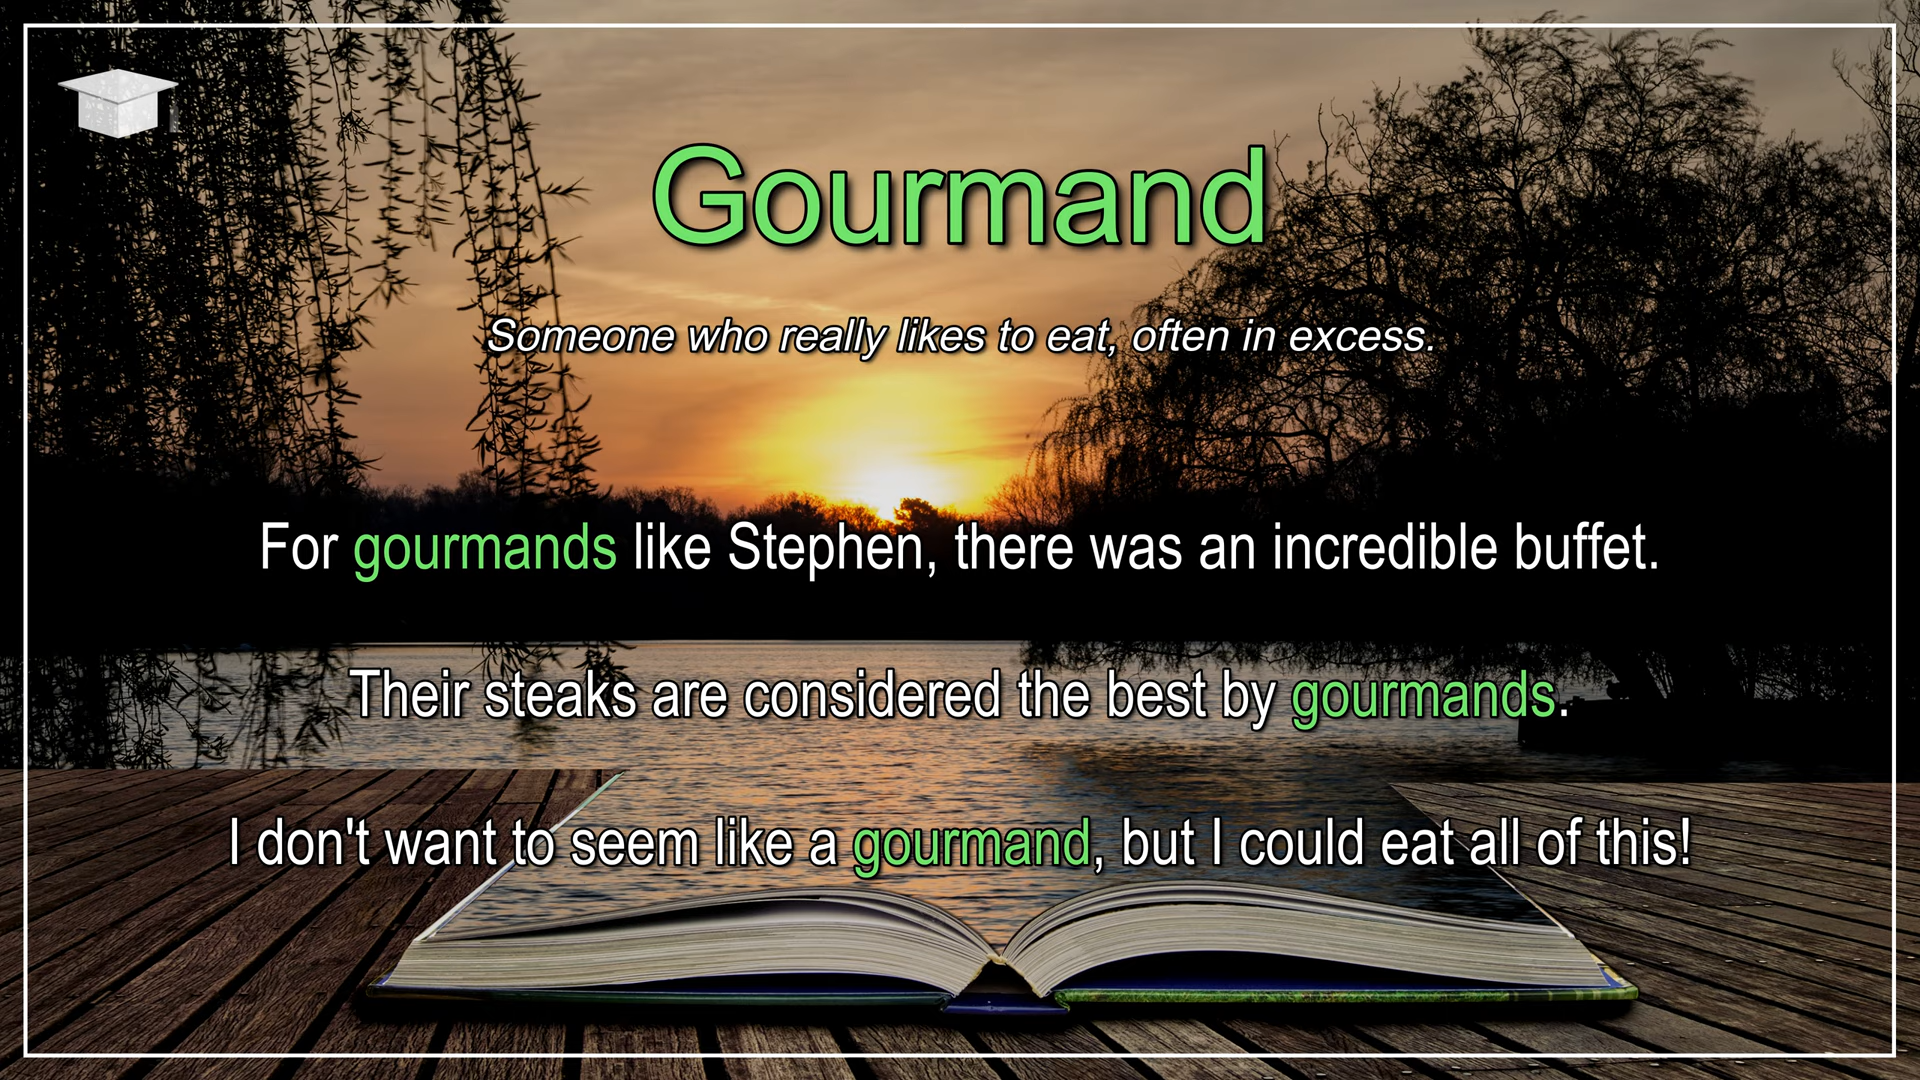 Gourmand
Someone who really likes to eat, often in excess.
For gourmands like Stephen, there was an incredible buffet.
Their steaks are considered the best by gourmands.
I don't want to seem like a gourmand, but I could eat all of this!